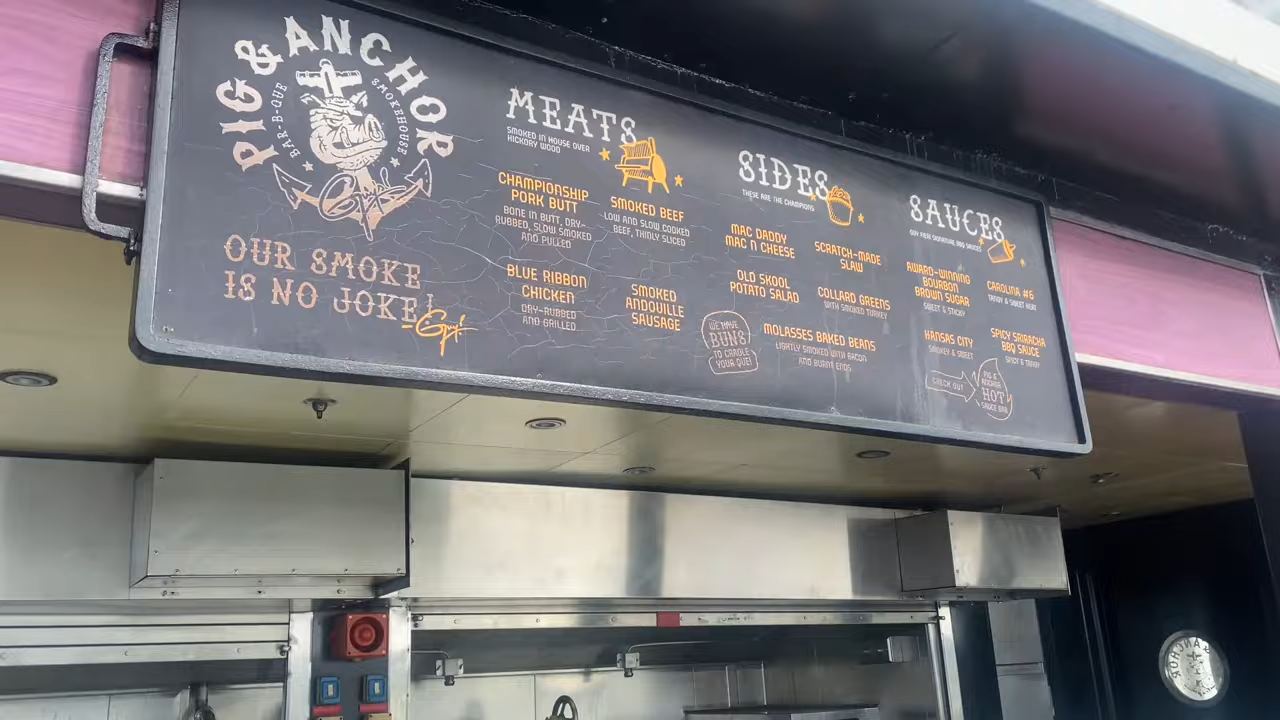 PIG & ANCHOR
BAR-B-QUE
SMOKEHOUSE
OUR SMOKE
IS NO JOKE!
MEATS
SMOKED IN HOUSE OVER
HICKORY WOOD
CHAMPIONSHIP
PORK BUTT
BONE IN BUTT, DRY-
RUBBED, SLOW SMOKED
AND PULLED
SMOKED BEEF
LOW AND SLOW COOKED
BEEF, THINLY SLICED
BLUE RIBBON
CHICKEN
DRY-RUBBED
AND GRILLED
SMOKED
ANDOUILLE
SAUSAGE
SIDES
THESE ARE THE CHAMPIONS
MAC DADDY
MAC N CHEESE
SCRATCH-MADE
SLAW
OLD SKOOL
POTATO SALAD
COLLARD GREENS
WITH SMOKED TURKEY
WE HAVE
BUNS
TO CRADLE
YOUR QUE!
MOLASSES BAKED BEANS
LIGHTLY SMOKED WITH BACON
AND BURNT ENDS
SAUCES
GUY FIERI SIGNATURE BBQ SAUCES
AWARD-WINNING
BOURBON
BROWN SUGAR
SWEET & STICKY
CAROLINA #6
TANGY & SWEET HEAT
KANSAS CITY
SMOKEY & SWEET
SPICY SRIRACHA
BBQ SAUCE
SPICY & TANGY
CHECK OUT
PIG &
ANCHOR
HOT
SAUCE BAR